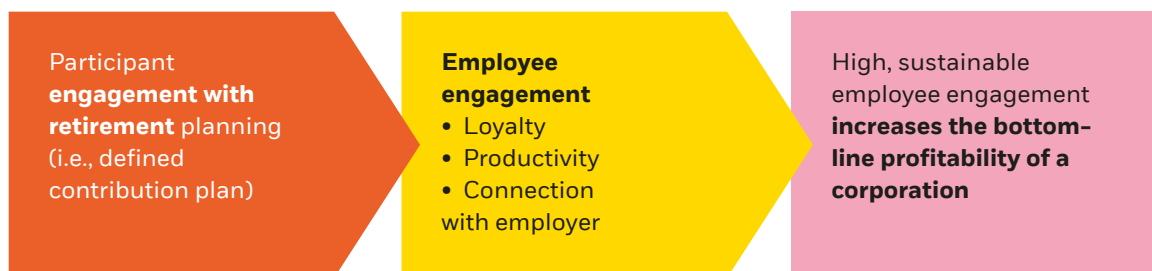 Participant
engagement with
retirement planning
(i.e., defined
contribution plan)
Employee
engagement
• Loyalty
• Productivity
• Connection
with employer
High, sustainable
employee engagement
increases the bottom-
line profitability of a
corporation